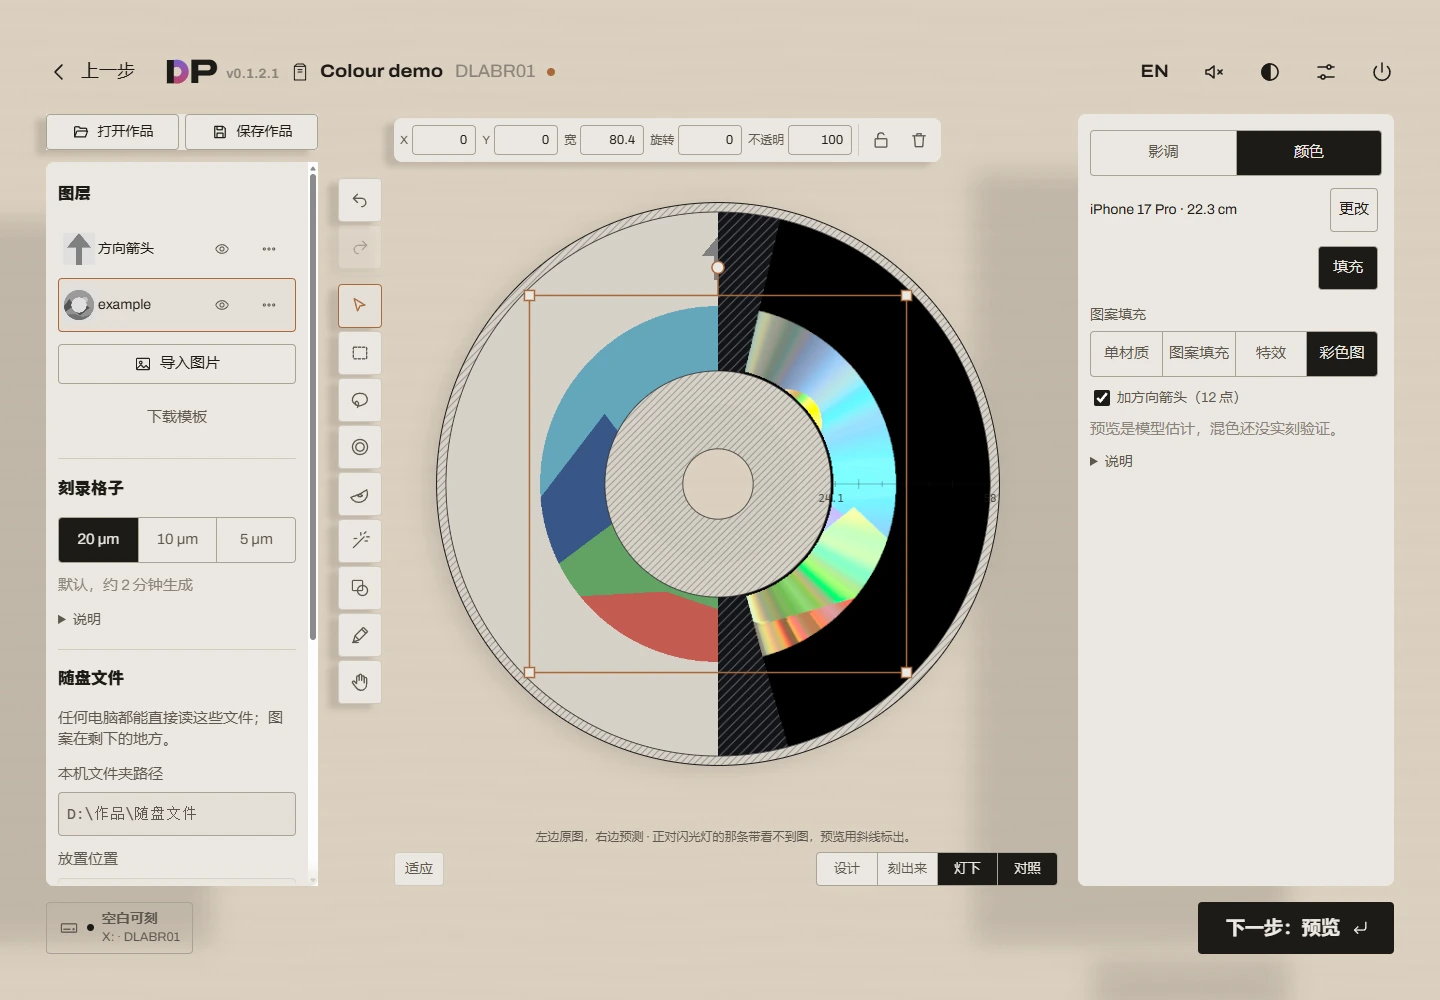 上一步
DP v0.1.2.1
Colour demo DLABR01
EN
打开作品
保存作品
X 0 Y 0 宽 80.4 旋转 0 不透明 100
图层
方向箭头
example
导入图片
下载模板
刻录格子
20 µm 10 µm 5 µm
默认，约 2 分钟生成
说明
随盘文件
任何电脑都能直接读这些文件；图
案在剩下的地方。
本机文件夹路径
D:\作品\随盘文件
放置位置
24.1
58
左边原图，右边预测 · 正对闪光灯的那条带看不到图，预览用斜线标出。
适应
设计 刻出来 灯下 对照
影调 颜色
iPhone 17 Pro · 22.3 cm
更改
填充
图案填充
单材质 图案填充 特效 彩色图
加方向箭头（12 点）
预览是模型估计，混色还没实刻验证。
说明
空白可刻
X: · DLABR01
下一步：预览